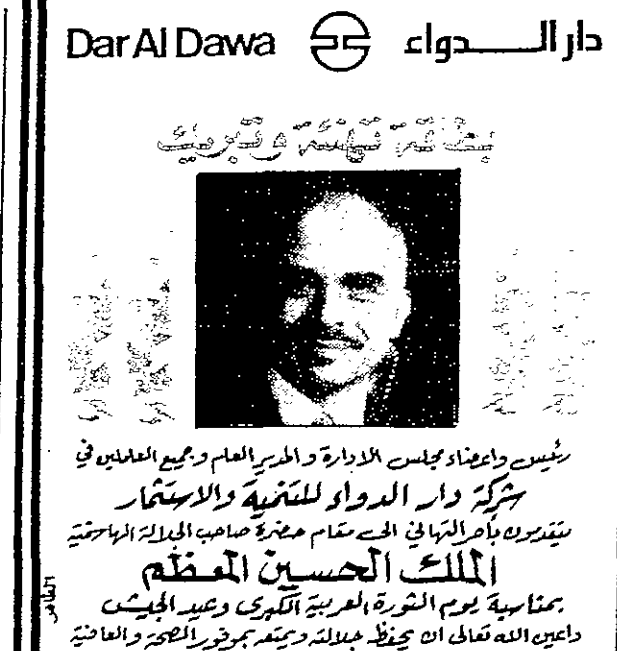 Dar Al Dawa دار الـــدواء
بطاقة تهنئة وتبريك
رئيس واعضاء مجلس الادارة والمدير العام وجميع العاملين في
شركة دار الدواء للتنمية والاستثمار
يتقدمون بأحر التهاني الى مقام حضرة صاحب الجلالة الهاشمية
الملك الحسين المعظم
بمناسبة يوم الثورة العربية الكبرى وعيد الجيش
داعين الله تعالى ان يحفظ جلالته ويمتعه بموفور الصحة والعافية